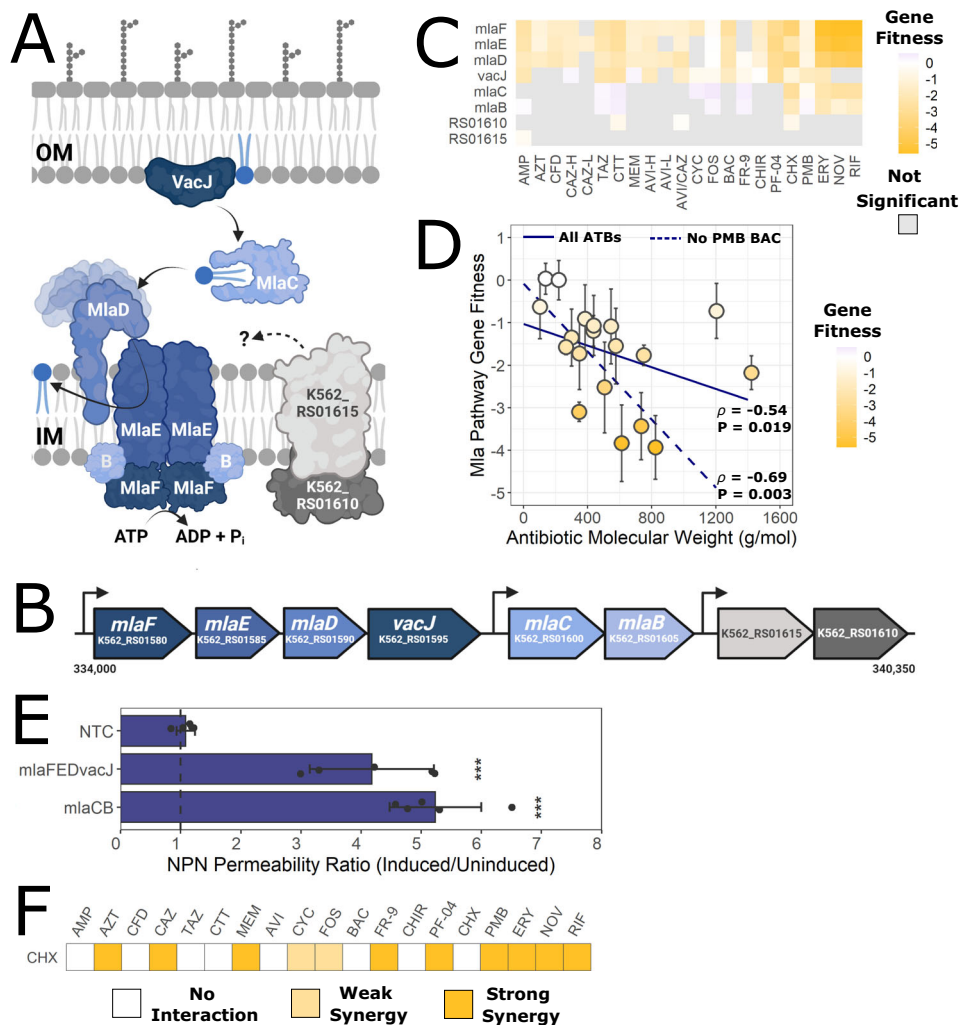 A
OM
VacJ
MlaC
MlaD
?
K562_
RS01615
IM
MlaE
MlaE
B
B
MlaF
MlaF
K562_
RS01610
ATP
ADP + Pi
C
mlaF
mlaE
mlaD
vacJ
mlaC
mlaB
RS01610
RS01615
AMP
AZT
CFD
CAZ-H
CAZ-L
TAZ
CTT
MEM
AVI-H
AVI-L
AVI/CAZ
CYC
FOS
BAC
FR-9
CHIR
PF-04
CHX
PMB
ERY
NOV
RIF
Gene
Fitness
0
-1
-2
-3
-4
-5
Not
Significant
D
All ATBs
No PMB BAC
Mla Pathway Gene Fitness
1
0
-1
-2
-3
-4
-5
ρ = -0.54
P = 0.019
ρ = -0.69
P = 0.003
0
400
800
1200
1600
Antibiotic Molecular Weight (g/mol)
Gene
Fitness
0
-1
-2
-3
-4
-5
B
mlaF
K562_RS01580
mlaE
K562_RS01585
mlaD
K562_RS01590
vacJ
K562_RS01595
mlaC
K562_RS01600
mlaB
K562_RS01605
K562_RS01615
K562_RS01610
334,000
340,350
E
NTC
mlaFEDvacJ
mlaCB
***
***
0 1 2 3 4 5 6 7 8
NPN Permeability Ratio (Induced/Uninduced)
F
AMP
AZT
CFD
CAZ
TAZ
CTT
MEM
AVI
CYC
FOS
BAC
FR-9
CHIR
PF-04
CHX
PMB
ERY
NOV
RIF
CHX
No
Interaction
Weak
Synergy
Strong
Synergy